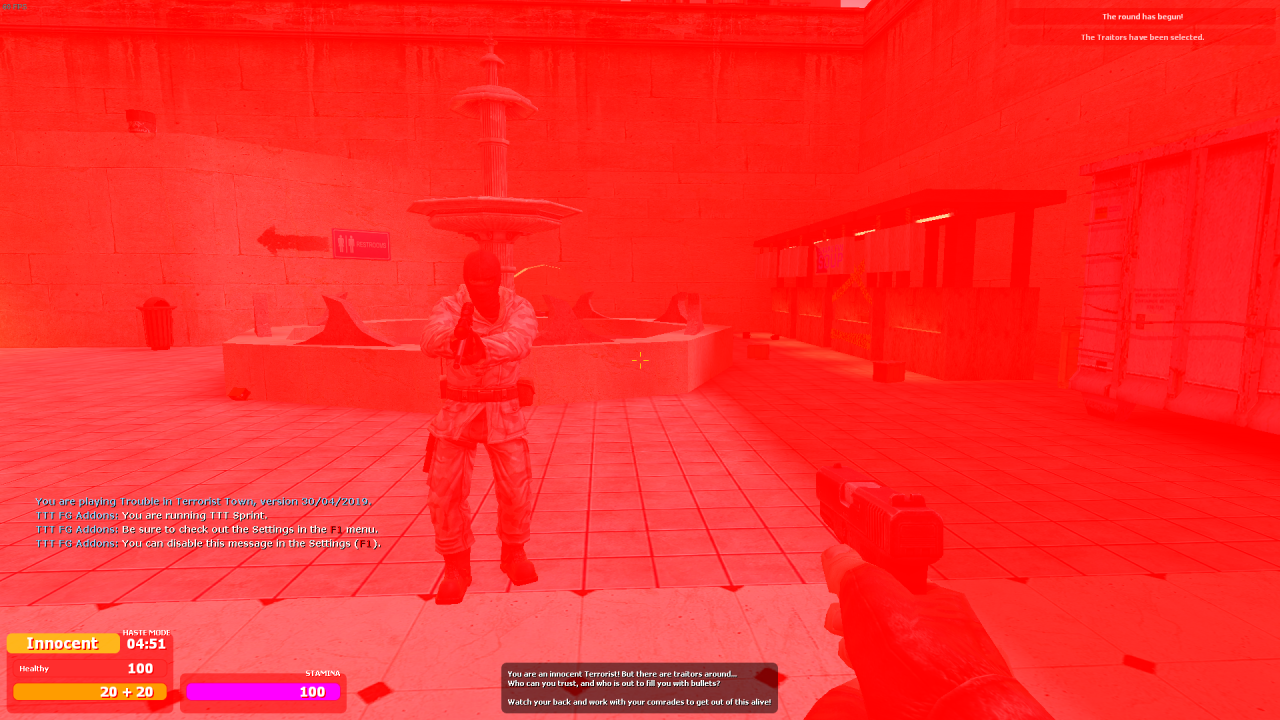 45 FPS
The round has begun!
The Traitors have been selected.
RESTROOMS
You are playing Trouble in Terrorist Town, version 30/04/2019.
TTT FG Addons: You are running TTT Sprint.
TTT FG Addons: Be sure to check out the Settings in the F1 menu.
TTT FG Addons: You can disable this message in the Settings (F1).
HASTE MODE
Innocent 04:51
Healthy 100
20 + 20
STAMINA
100
You are an innocent Terrorist! But there are traitors around...
Who can you trust, and who is out to fill you with bullets?
Watch your back and work with your comrades to get out of this alive!